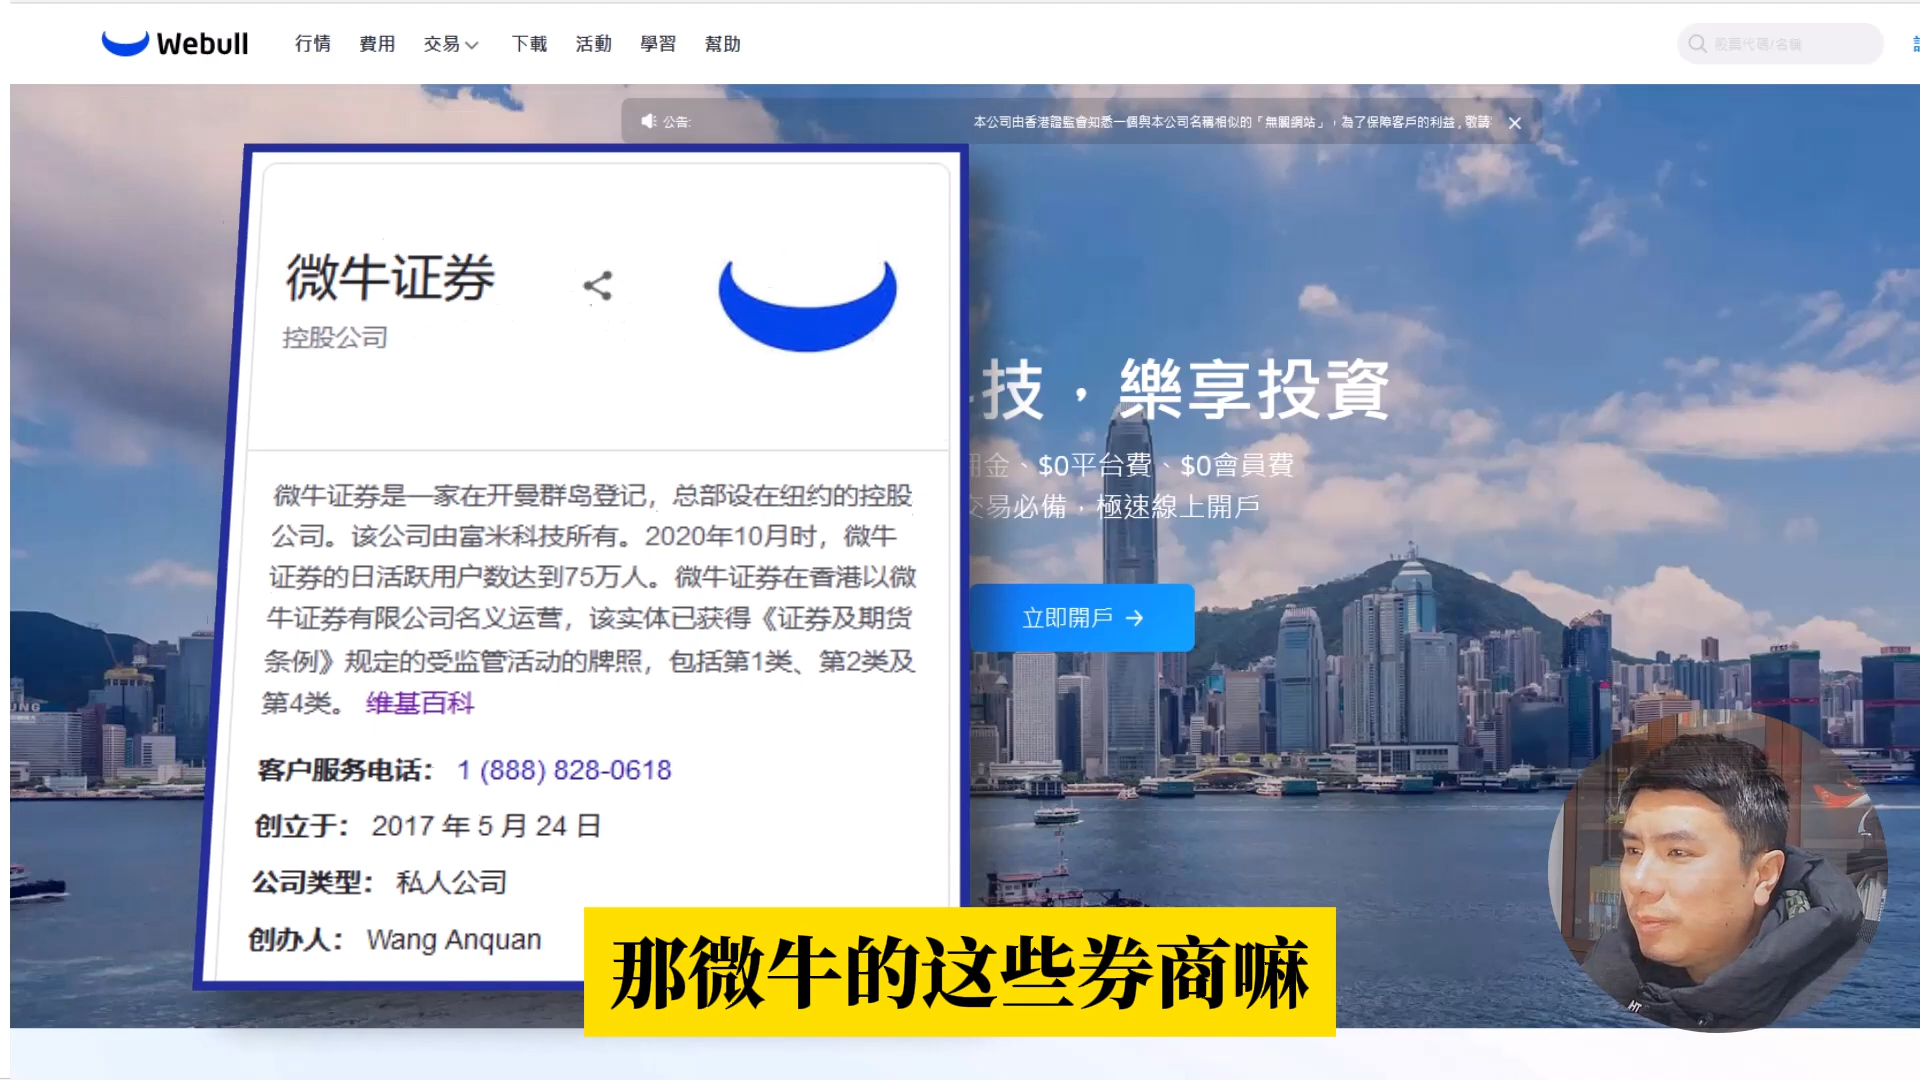 Webull 行情 費用 交易 下載 活動 學習 幫助
股票代碼/名稱
公告: 本公司由香港證監會知悉一個與本公司名稱相似的「無關網站」，為了保障客戶的利益，敬請
微牛证券
控股公司
技，樂享投資
佣金、$0平台費、$0會員費
交易必備，極速線上開戶
立即開戶
微牛证券是一家在开曼群岛登记，总部设在纽约的控股
公司。该公司由富米科技所有。2020年10月时，微牛
证券的日活跃用户数达到75万人。微牛证券在香港以微
牛证券有限公司名义运营，该实体已获得《证券及期货
条例》规定的受监管活动的牌照，包括第1类、第2类及
第4类。 维基百科
客户服务电话： 1 (888) 828-0618
创立于： 2017 年 5 月 24 日
公司类型： 私人公司
创办人： Wang Anquan
那微牛的这些券商嘛